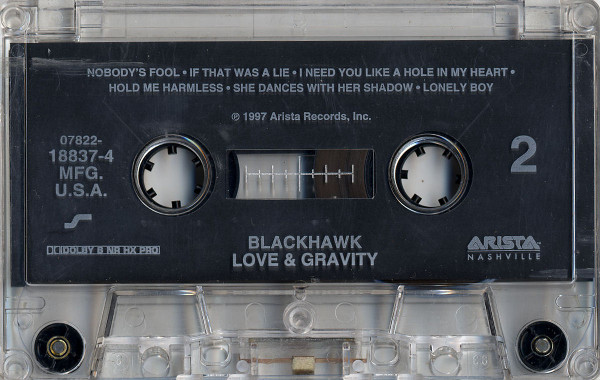 NOBODY'S FOOL • IF THAT WAS A LIE • I NEED YOU LIKE A HOLE IN MY HEART •
HOLD ME HARMLESS • SHE DANCES WITH HER SHADOW • LONELY BOY
℗ 1997 Arista Records, Inc.
07822-
18837-4
MFG.
U.S.A.
2
DOLBY B NR HX PRO
BLACKHAWK
LOVE & GRAVITY
ARISTA
NASHVILLE